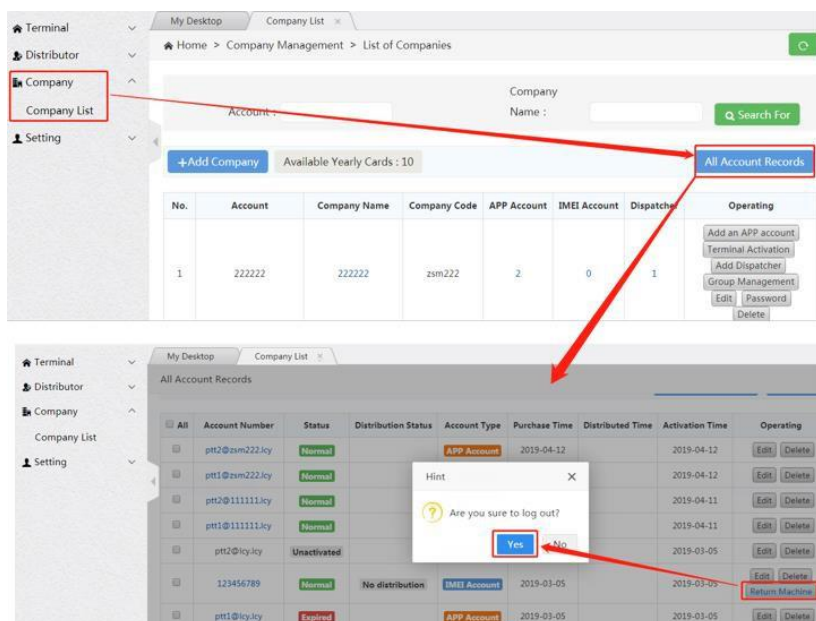 Terminal
Distributor
Company
Company List
Setting
My Desktop Company List ×
Home > Company Management > List of Companies
Account :
Company
Name :
Search For
+Add Company Available Yearly Cards : 10 All Account Records
No. Account Company Name Company Code APP Account IMEI Account Dispatcher Operating
1 222222 222222 zsm222 2 0 1
Add an APP account
Terminal Activation
Add Dispatcher
Group Management
Edit Password
Delete
Terminal
Distributor
Company
Company List
Setting
My Desktop Company List ×
All Account Records
All Account Number Status Distribution Status Account Type Purchase Time Distributed Time Activation Time Operating
ptt2@zsm222.lcy Normal APP Account 2019-04-12 2019-04-12 Edit Delete
ptt1@zsm222.lcy Normal 2019-04-12 Edit Delete
ptt2@111111.lcy Normal 2019-04-11 Edit Delete
ptt1@111111.lcy Normal 2019-04-11 Edit Delete
ptt2@lcy.lcy Unactivated 2019-03-05 Edit Delete
123456789 Normal No distribution IMEI Account 2019-03-05 2019-03-05 Edit Delete
Return Machine
ptt1@lcy.lcy Expired APP Account 2019-03-05 2019-03-05 Edit Delete
Hint ×
Are you sure to log out?
Yes No